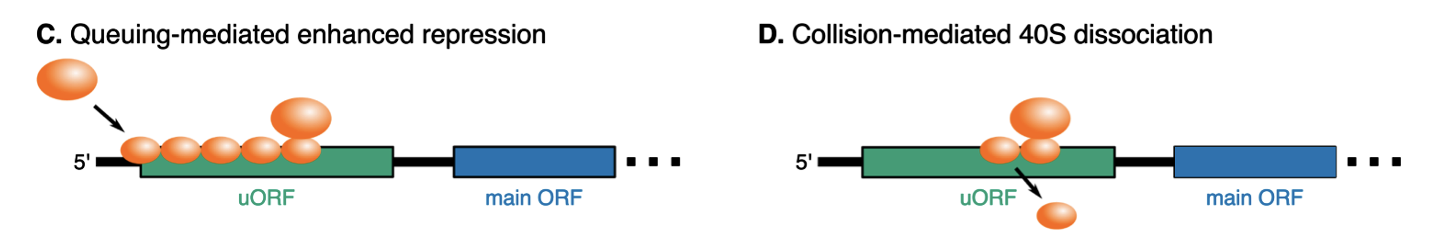 C. Queuing-mediated enhanced repression
5'
uORF
main ORF
D. Collision-mediated 40S dissociation
5'
uORF
main ORF